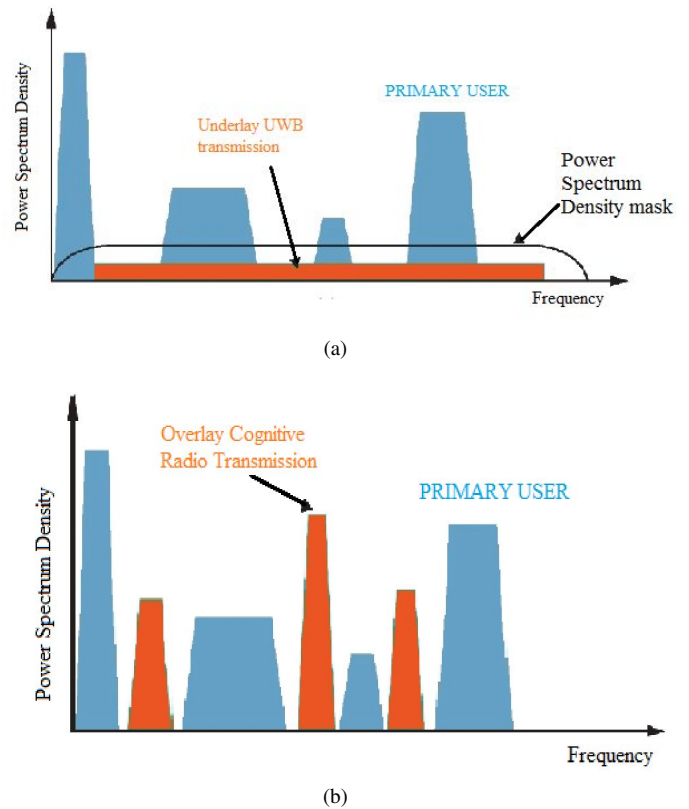 Power Spectrum Density
PRIMARY USER
Underlay UWB
transmission
Power
Spectrum
Density mask
Frequency
(a)
Overlay Cognitive
Radio Transmission
PRIMARY USER
Power Spectrum Density
Frequency
(b)